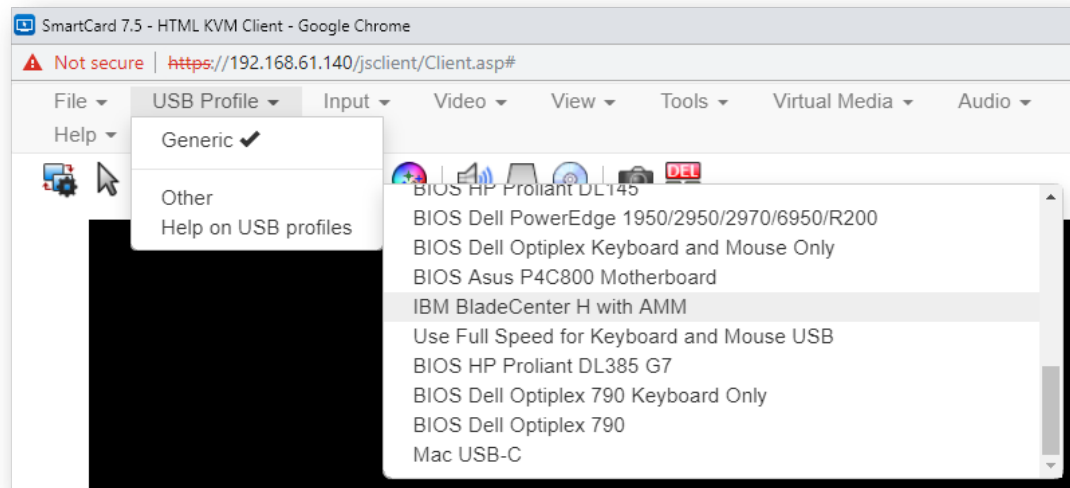 SmartCard 7.5 - HTML KVM Client - Google Chrome
Not secure | https://192.168.61.140/jsclient/Client.asp#
File USB Profile Input Video View Tools Virtual Media Audio
Help
Generic
Other
Help on USB profiles
DEL
BIOS HP Proliant DL145
BIOS Dell PowerEdge 1950/2950/2970/6950/R200
BIOS Dell Optiplex Keyboard and Mouse Only
BIOS Asus P4C800 Motherboard
IBM BladeCenter H with AMM
Use Full Speed for Keyboard and Mouse USB
BIOS HP Proliant DL385 G7
BIOS Dell Optiplex 790 Keyboard Only
BIOS Dell Optiplex 790
Mac USB-C